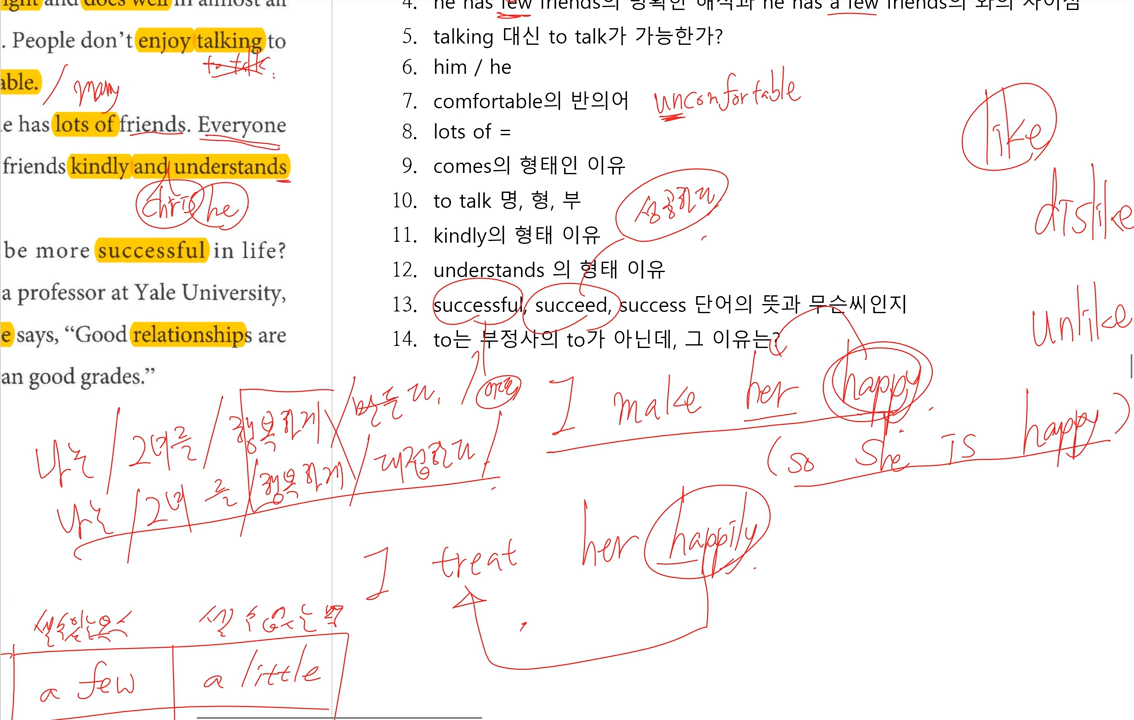 ight and does well in almost all
. People don't enjoy talking to
to talk.
able. / many
e has lots of friends. Everyone
friends kindly and understands
Chris he
be more successful in life?
a professor at Yale University,
e says, “Good relationships are
an good grades.”
4. he has few friends의 명확한 해석과 he has a few friends의 와의 차이점
5. talking 대신 to talk가 가능한가?
6. him / he
7. comfortable의 반의어 unconfortable
8. lots of =
9. comes의 형태인 이유
10. to talk 명, 형, 부
11. kindly의 형태 이유
성공한다
12. understands 의 형태 이유
13. successful, succeed, success 단어의 뜻과 무슨씨인지
14. to는 부정사의 to가 아닌데, 그 이유는?
like
dislike
unlike
I make her happy.
(so she is happy)
나는 / 그녀를 / 행복하게 / 만든다. /
나는 / 그녀를 / 행복하게 / 대접한다 /
I treat her happily.
셀 수 없는
a few a little